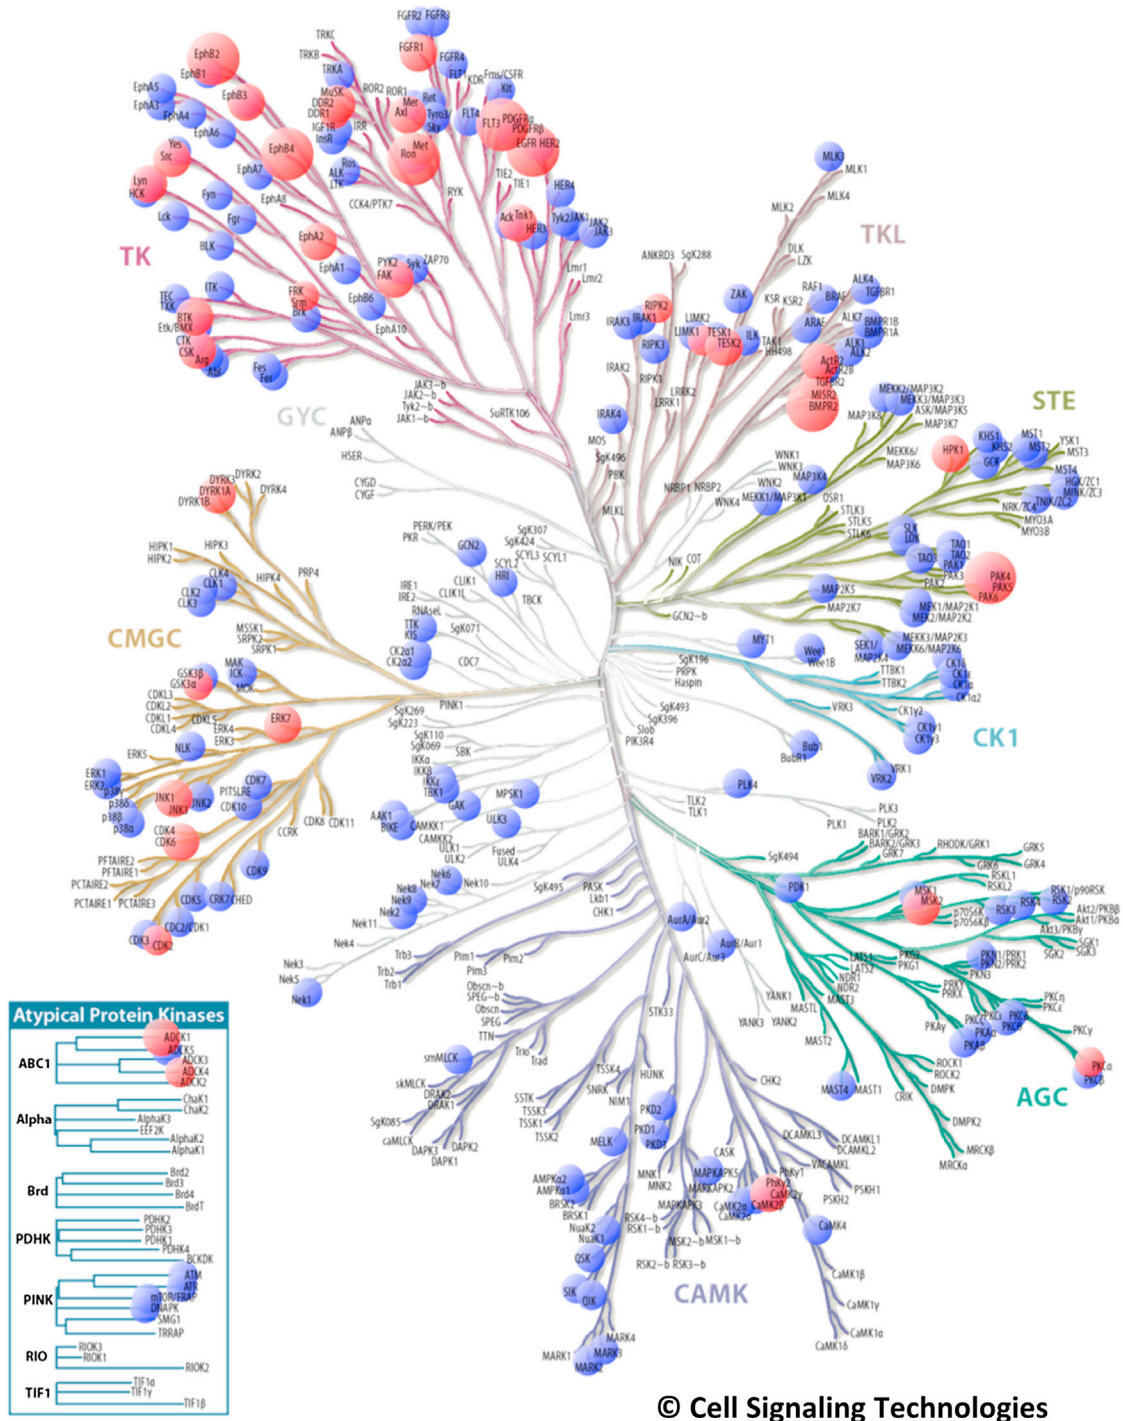 FGFR2 FGFR3
TRKC
TRKB
FGFR1
TRKA
FGFR4
EphB2
EphB1
FLT1
KDR
Fms/CSFR
Kit
MuSK
ROR2
ROR1
DDR2
DDR1
Mer
Axl
Ret
Tyro3/
Sky
FLT4
FLT3
PDGFRα
PDGFRβ
EphA5
EphA3
EphB3
EphA4
EphA6
IGF1R
InsR
IRR
EGFR HER2
MLK3
MLK1
Yes
Src
EphB4
Met
Ron
Ros
ALK
LTK
EphA7
TIE2
TIE1
HER4
Lyn
HCK
Fyn
EphA8
CCK4/PTK7
RYK
MLK4
MLK2
Lck
Fgr
Ack
Tnk1
HER3
Tyk2
JAK1
JAK2
JAK3
TKL
BLK
EphA2
DLK
LZK
TK
EphA1
PYK2
FAK
Syk
ZAP70
Lmr1
Lmr2
ANKRD3
SgK288
ITK
TEC
TXK
FRK
Srm
Brk
EphB6
Lmr3
RIPK2
IRAK3
IRAK1
LIMK2
LIMK1
TESK1
TESK2
ZAK
KSR
KSR2
RAF1
BRAF
ARAF
ALK4
TGFBR1
BTK
Etk/BMX
CTK
CSK
Arg
Abl
EphA10
RIPK3
ILK
TAK1
HH498
ALK7
BMPR1B
BMPR1A
ALK1
ALK2
Fes
Fer
IRAK2
RIPK1
ActR2
ActR2B
TGFBR2
MISR2
BMPR2
JAK3~b
JAK2~b
Tyk2~b
JAK1~b
SuRTK106
LRRK2
LRRK1
GYC
ANPα
ANPβ
IRAK4
MEKK2/MAP3K2
MEKK3/MAP3K3
ASK/MAP3K5
MAP3K8
MAP3K7
STE
HSER
MOS
SgK496
PBK
WNK1
WNK3
WNK2
WNK4
MEKK6/
MAP3K6
HPK1
KHS1
KHS2
GCK
MST1
MST2
YSK1
MST3
MST4
CYGD
CYGF
NRBP1
NRBP2
MAP3K4
MEKK1/MAP3K1
OSR1
HGK/ZC1
MINK/ZC3
TNIK/ZC2
NRK/ZC4
DYRK2
DYRK3
DYRK1A
DYRK1B
DYRK4
MLKL
STLK3
STLK5
STLK6
MYO3A
MYO3B
PERK/PEK
PKR
GCN2
SgK307
SgK424
SCYL3
SCYL1
SCYL2
SLK
LOK
TAO1
TAO2
TAO3
HIPK1
HIPK2
HIPK3
HIPK4
PRP4
HRI
NIK
COT
PAK1
PAK3
PAK2
PAK4
PAK5
PAK6
CLK4
CLK1
CLK2
CLK3
CLIK1
CLIK1L
IRE1
IRE2
TBCK
MAP2K5
MAP2K7
MEK1/MAP2K1
MEK2/MAP2K2
RNAseL
TTK
KIS
SgK071
GCN2~b
CMGC
MSSK1
SRPK2
SRPK1
MYT1
Wee1
Wee1B
SEK1/
MAP2K4
MEKK3/MAP2K3
MEKK6/MAP2K6
CK2α1
CK2α2
CDC7
SgK196
PRPK
Haspin
TTBK1
TTBK2
CK1δ
CK1ε
CK1α
CK1α2
MAK
ICK
MOK
GSK3β
GSK3α
CDKL3
CDKL2
CDKL1
CDKL5
CDKL4
PINK1
SgK269
SgK223
SgK493
SgK396
Slob
PIK3R4
VRK3
CK1γ2
CK1γ1
CK1γ3
CK1
ERK7
ERK4
ERK3
SgK110
SgK069
SBK
Bub1
BubR1
NLK
ERK5
ERK1
ERK2
p38γ
p38δ
p38β
p38α
IKKα
IKKβ
IKKε
TBK1
VRK1
VRK2
JNK1
JNK3
JNK2
PITSLRE
CDK7
CDK10
GAK
MPSK1
PLK4
TLK2
TLK1
PLK3
PLK2
PLK1
CDK4
CDK6
CCRK
CDK8
CDK11
AAK1
BIKE
CAMKK1
CAMKK2
ULK3
ULK1
ULK2
Fused
ULK4
BARK1/GRK2
BARK2/GRK3
RHODK/GRK1
GRK5
GRK7
GRK6
GRK4
PFTAIRE2
PFTAIRE1
PCTAIRE2
PCTAIRE1
PCTAIRE3
CDK9
CDK5
CRK7
CHED
Nek6
Nek7
Nek8
Nek9
Nek2
Nek10
Nek11
SgK495
PASK
Lkb1
CHK1
SgK494
PDK1
RSKL1
RSKL2
MSK1
MSK2
RSK1/p90RSK
RSK4
RSK2
RSK3
p70S6K
p70S6Kβ
Akt2/PKBβ
Akt1/PKBα
Akt3/PKBγ
CDC2/CDK1
CDK3
CDK2
Nek4
Nek3
Nek5
Nek1
AurA/Aur2
AurB/Aur1
AurC/Aur3
SGK1
SGK2
SGK3
Trb3
Trb2
Trb1
Pim1
Pim2
Pim3
LATS1
LATS2
NDR1
NDR2
MAST3
MASTL
PKG2
PKG1
PKN1/PRK1
PKN2/PRK2
PKN3
PRKY
PRKX
YANK1
YANK2
YANK3
Obscn~b
SPEG~b
Obscn
SPEG
STK33
PKAγ
PKAα
PKAβ
PKCζ
PKCι
PKCδ
PKCθ
PKCη
PKCε
PKCγ
PKCα
PKCβ
TTN
smMLCK
Trio
Trad
MAST2
MAST4
MAST1
ROCK1
ROCK2
DMPK
CRIK
AGC
skMLCK
DRAK2
DRAK1
TSSK4
SNRK
NIM1
HUNK
CHK2
SSTK
TSSK3
TSSK1
TSSK2
PKD2
PKD1
PKD3
DMPK2
MRCKβ
MRCKα
SgK085
caMLCK
DAPK3
DAPK2
DAPK1
MELK
DCAMKL3
DCAMKL1
DCAMKL2
CASK
VACAMKL
AMPKα2
AMPKα1
BRSK2
BRSK1
MNK1
MNK2
MAPKAPK5
MAPKAPK2
MAPKAPK3
PhKγ1
PhKγ2
CaMK2γ
CaMK2α
CaMK2β
CaMK2δ
PSKH1
PSKH2
NuaK2
NuaK1
RSK4~b
RSK1~b
MSK2~b
MSK1~b
RSK2~b
RSK3~b
CaMK4
QSK
SIK
QIK
CaMK1β
CaMK1γ
CaMK1α
CaMK1δ
CAMK
MARK4
MARK1
MARK3
MARK2
Atypical Protein Kinases
ABC1
ADCK1
ADCK5
ADCK3
ADCK4
ADCK2
Alpha
ChaK1
ChaK2
AlphaK3
EEF2K
AlphaK2
AlphaK1
Brd
Brd2
Brd3
Brd4
BrdT
PDHK
PDHK2
PDHK3
PDHK1
PDHK4
BCKDK
PINK
ATM
ATR
mTOR/FRAP
DNAPK
SMG1
TRRAP
RIO
RIOK3
RIOK1
RIOK2
TIF1
TIF1α
TIF1γ
TIF1β
© Cell Signaling Technologies